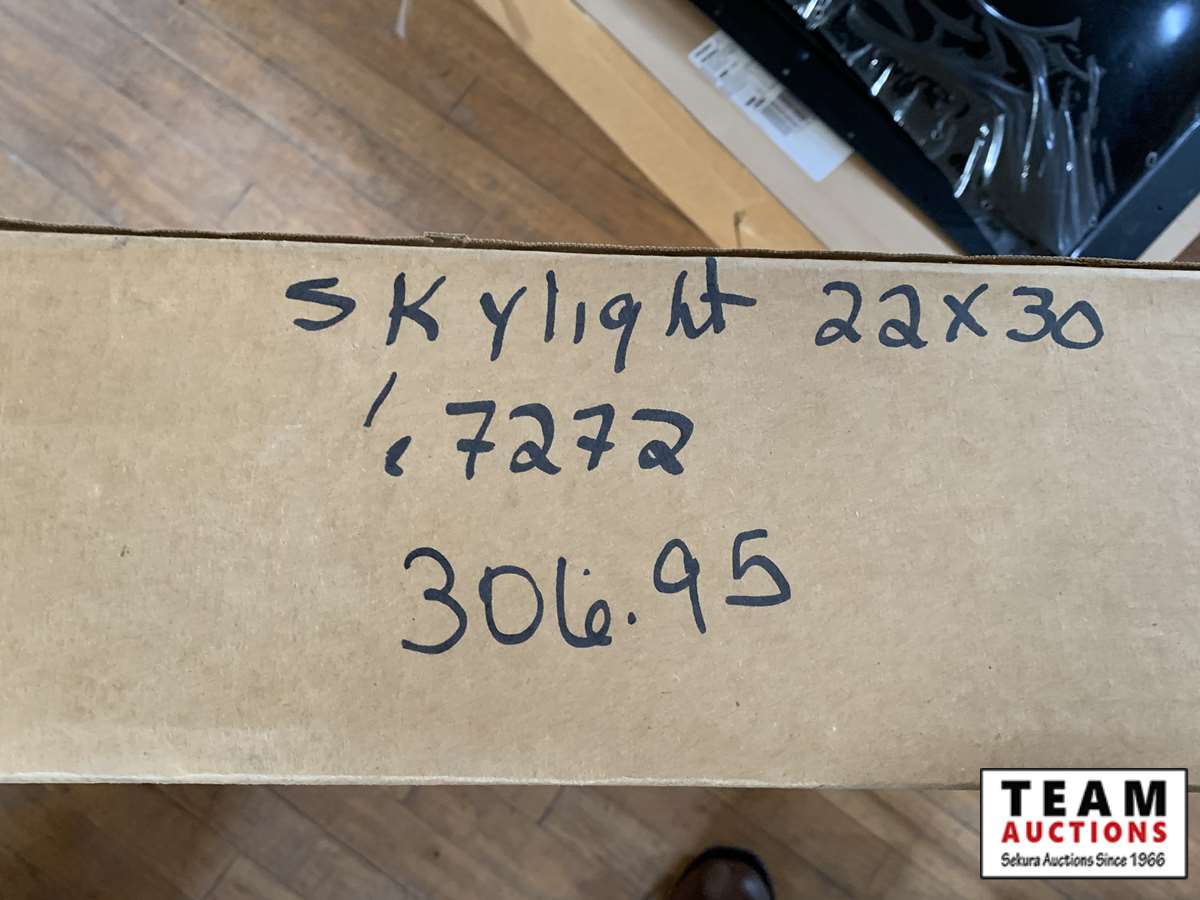 skylight 22x30
7272
306.95
TEAM
AUCTIONS
Sekura Auctions Since 1966